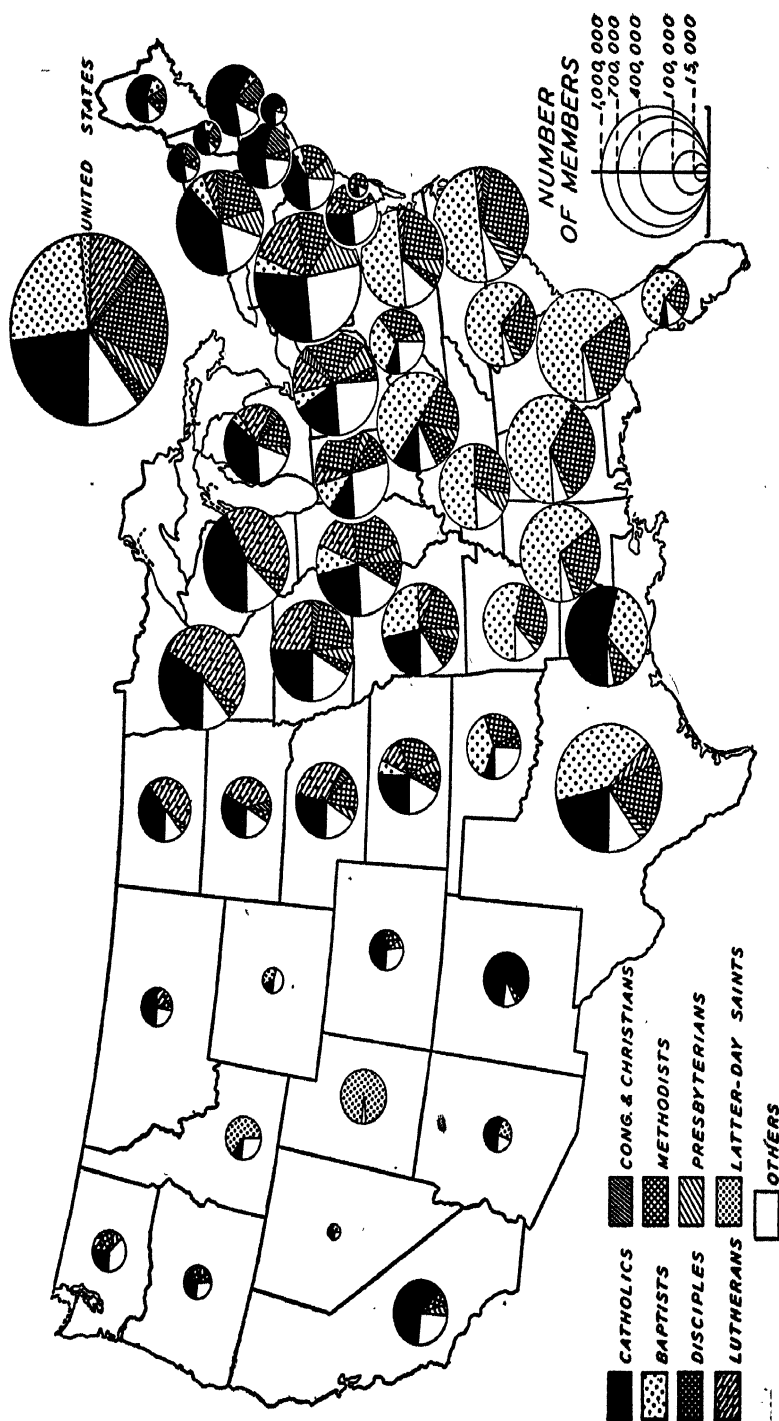 UNITED STATES
NUMBER
OF MEMBERS
1,000,000
700,000
400,000
100,000
15,000
CATHOLICS
BAPTISTS
DISCIPLES
LUTHERANS
CONG. & CHRISTIANS
METHODISTS
PRESBYTERIANS
LATTER-DAY SAINTS
OTHERS